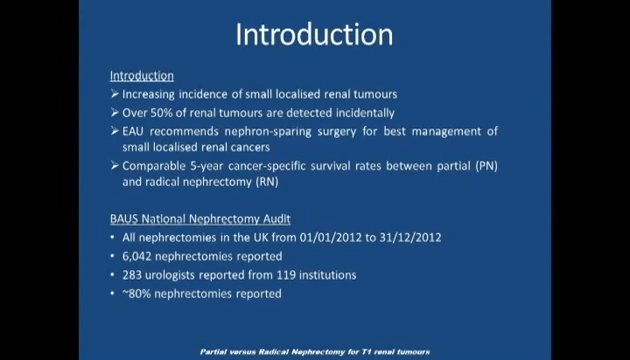 Introduction
Introduction
➢ Increasing incidence of small localised renal tumours
➢ Over 50% of renal tumours are detected incidentally
➢ EAU recommends nephron-sparing surgery for best management of
small localised renal cancers
➢ Comparable 5-year cancer-specific survival rates between partial (PN)
and radical nephrectomy (RN)
BAUS National Nephrectomy Audit
• All nephrectomies in the UK from 01/01/2012 to 31/12/2012
• 6,042 nephrectomies reported
• 283 urologists reported from 119 institutions
• ~80% nephrectomies reported
Partial versus Radical Nephrectomy for T1 renal tumours